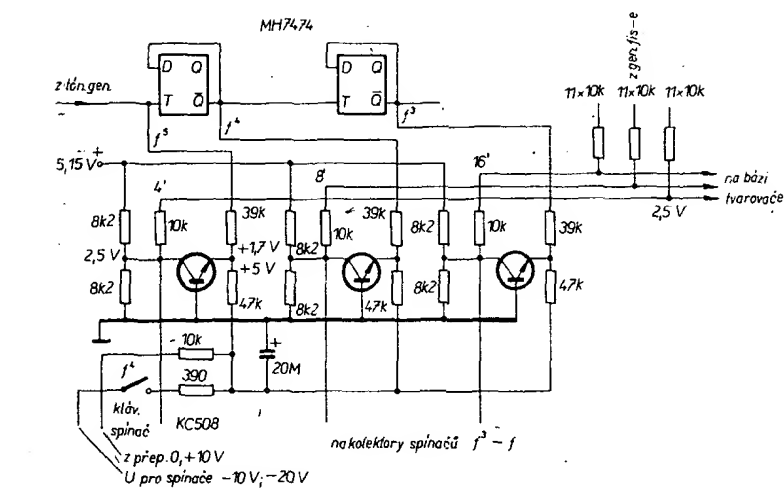 MH7474
z tón. gen.
D Q
T Q̅
D Q
T Q̅
f⁵
f⁴
f³
z gen. fis-e
11×10k 11×10k 11×10k
5,15 V +
4'
8'
16'
na bázi
tvarovače
2,5 V
8k2 10k 39k 8k2 10k 39k 8k2 10k 39k
2,5 V
+1,7 V
+5 V
8k2 47k 8k2 47k 8k2 47k
10k
+
20M
f⁴
390
kláv.
spínač
KC508
na kolektory spínačů f³ – f
z přep. 0, +10 V
U pro spínače -10 V; -20 V